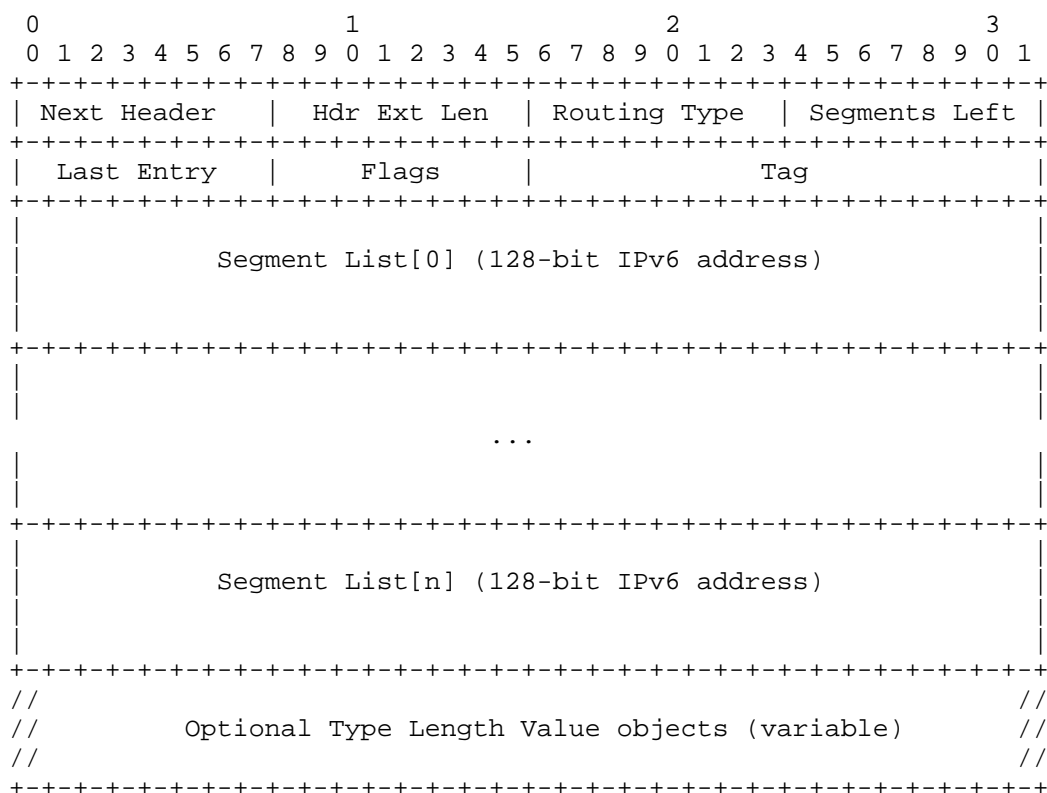 0                   1                   2                   3
 0 1 2 3 4 5 6 7 8 9 0 1 2 3 4 5 6 7 8 9 0 1 2 3 4 5 6 7 8 9 0 1
+-+-+-+-+-+-+-+-+-+-+-+-+-+-+-+-+-+-+-+-+-+-+-+-+-+-+-+-+-+-+-+-+
| Next Header   |  Hdr Ext Len  | Routing Type  | Segments Left |
+-+-+-+-+-+-+-+-+-+-+-+-+-+-+-+-+-+-+-+-+-+-+-+-+-+-+-+-+-+-+-+-+
|  Last Entry   |     Flags     |              Tag              |
+-+-+-+-+-+-+-+-+-+-+-+-+-+-+-+-+-+-+-+-+-+-+-+-+-+-+-+-+-+-+-+-+
|                                                               |
|            Segment List[0] (128-bit IPv6 address)             |
|                                                               |
|                                                               |
+-+-+-+-+-+-+-+-+-+-+-+-+-+-+-+-+-+-+-+-+-+-+-+-+-+-+-+-+-+-+-+-+
|                                                               |
|                                                               |
                              ...
|                                                               |
|                                                               |
+-+-+-+-+-+-+-+-+-+-+-+-+-+-+-+-+-+-+-+-+-+-+-+-+-+-+-+-+-+-+-+-+
|                                                               |
|            Segment List[n] (128-bit IPv6 address)             |
|                                                               |
|                                                               |
+-+-+-+-+-+-+-+-+-+-+-+-+-+-+-+-+-+-+-+-+-+-+-+-+-+-+-+-+-+-+-+-+
//                                                             //
//         Optional Type Length Value objects (variable)       //
//                                                             //
+-+-+-+-+-+-+-+-+-+-+-+-+-+-+-+-+-+-+-+-+-+-+-+-+-+-+-+-+-+-+-+-+